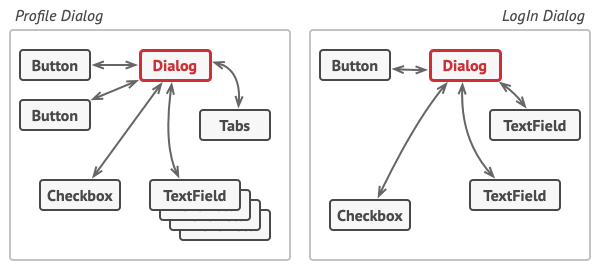 Profile Dialog
Button
Dialog
Button
Tabs
Checkbox
TextField
LogIn Dialog
Button
Dialog
TextField
TextField
Checkbox